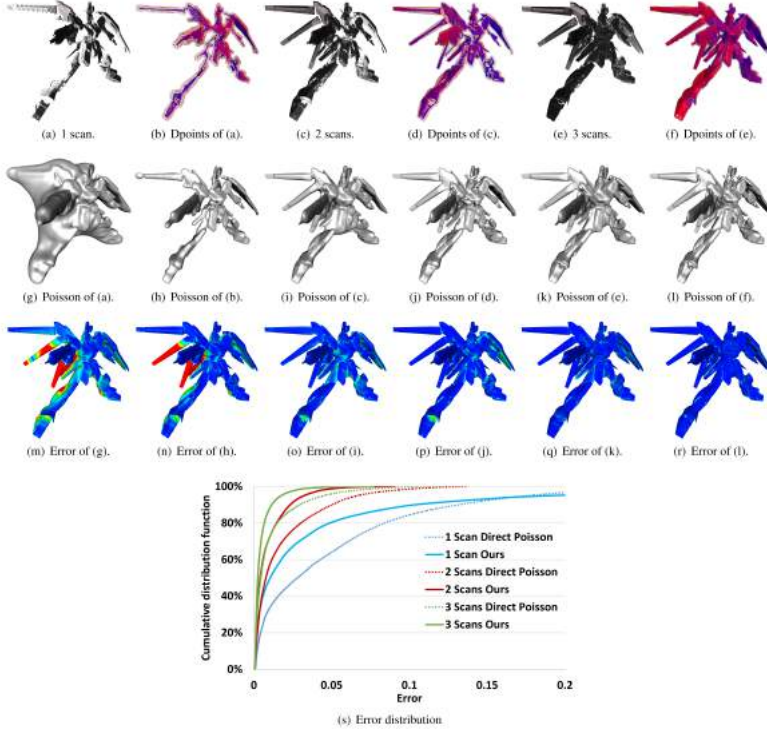 (a) 1 scan.
(b) Dpoints of (a).
(c) 2 scans.
(d) Dpoints of (c).
(e) 3 scans.
(f) Dpoints of (e).
(g) Poisson of (a).
(h) Poisson of (b).
(i) Poisson of (c).
(j) Poisson of (d).
(k) Poisson of (e).
(l) Poisson of (f).
(m) Error of (g).
(n) Error of (h).
(o) Error of (i).
(p) Error of (j).
(q) Error of (k).
(r) Error of (l).
Cumulative distribution function
100%
80%
60%
40%
20%
0%
1 Scan Direct Poisson
1 Scan Ours
2 Scans Direct Poisson
2 Scans Ours
3 Scans Direct Poisson
3 Scans Ours
0 0.05 0.1 0.15 0.2
Error
(s) Error distribution